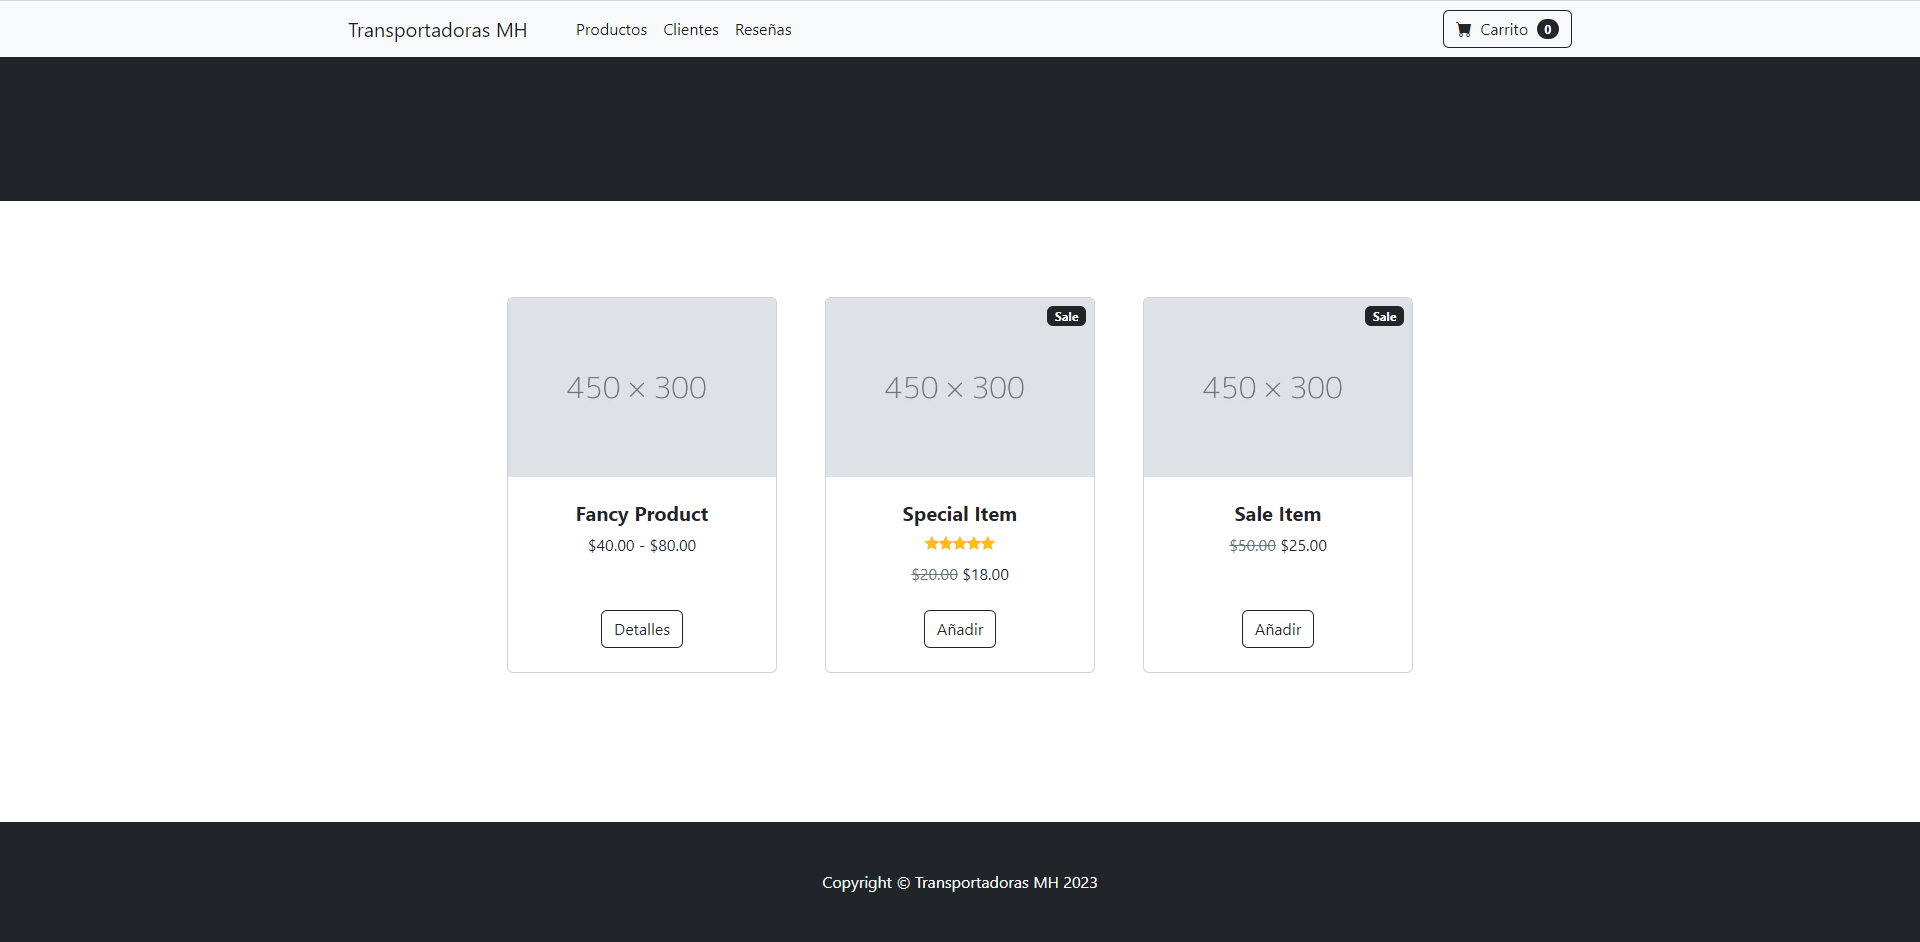 Transportadoras MH Productos Clientes Reseñas Carrito 0
450 × 300
Fancy Product
$40.00 - $80.00
Detalles
Sale
450 × 300
Special Item
$20.00 $18.00
Añadir
Sale
450 × 300
Sale Item
$50.00 $25.00
Añadir
Copyright © Transportadoras MH 2023